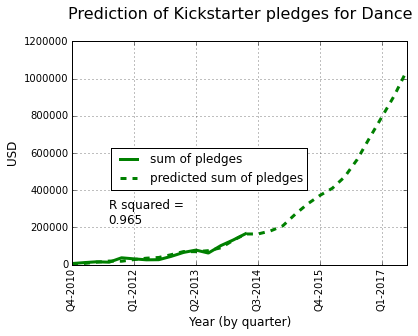 Prediction of Kickstarter pledges for Dance
1200000
1000000
800000
600000
400000
200000
0
USD
sum of pledges
predicted sum of pledges
R squared =
0.965
Q4-2010
Q1-2012
Q2-2013
Q3-2014
Q4-2015
Q1-2017
Year (by quarter)